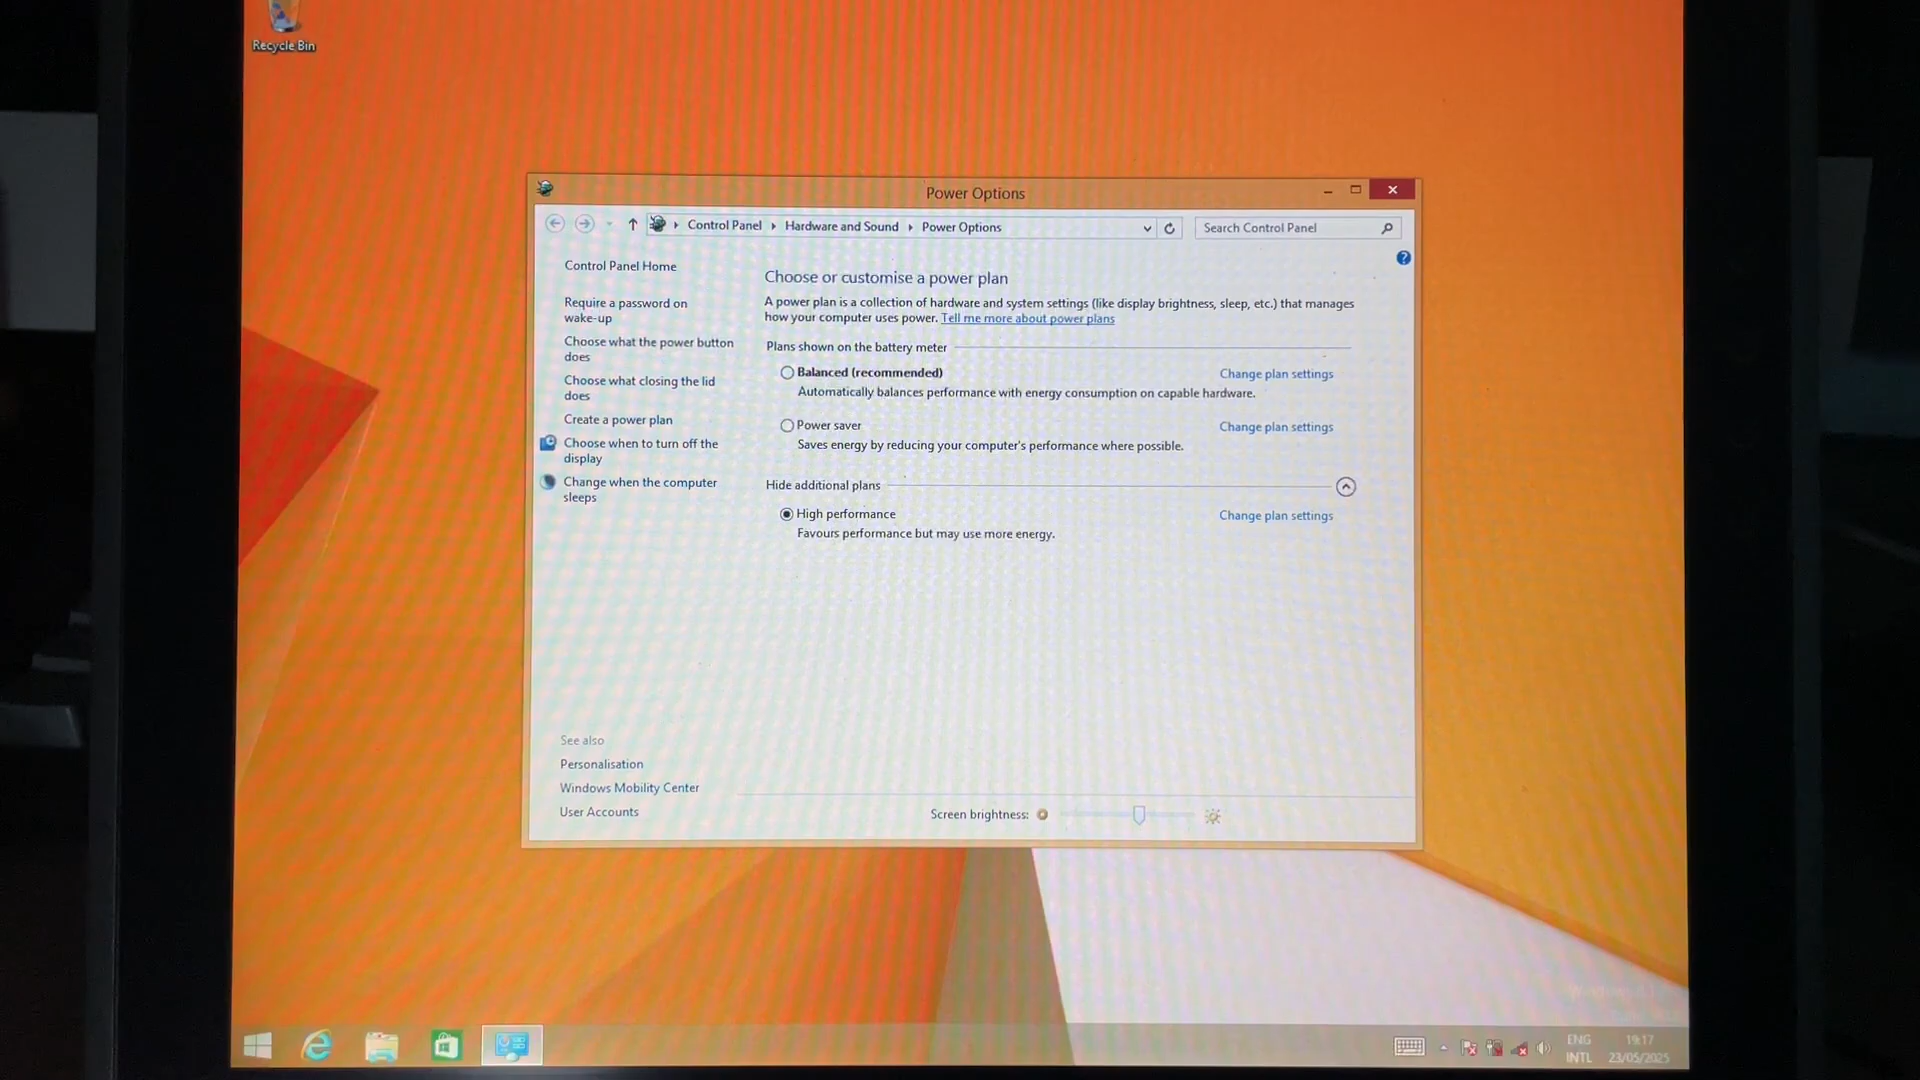 Recycle Bin
Power Options
Control Panel
Hardware and Sound
Power Options
Search Control Panel
Control Panel Home
Require a password on
wake-up
Choose what the power button
does
Choose what closing the lid
does
Create a power plan
Choose when to turn off the
display
Change when the computer
sleeps
Choose or customise a power plan
A power plan is a collection of hardware and system settings (like display brightness, sleep, etc.) that manages
how your computer uses power. Tell me more about power plans
Plans shown on the battery meter
Balanced (recommended)
Change plan settings
Automatically balances performance with energy consumption on capable hardware.
Power saver
Change plan settings
Saves energy by reducing your computer's performance where possible.
Hide additional plans
High performance
Change plan settings
Favours performance but may use more energy.
See also
Personalisation
Windows Mobility Center
User Accounts
Screen brightness:
ENG
INTL
19:17
23/05/2025